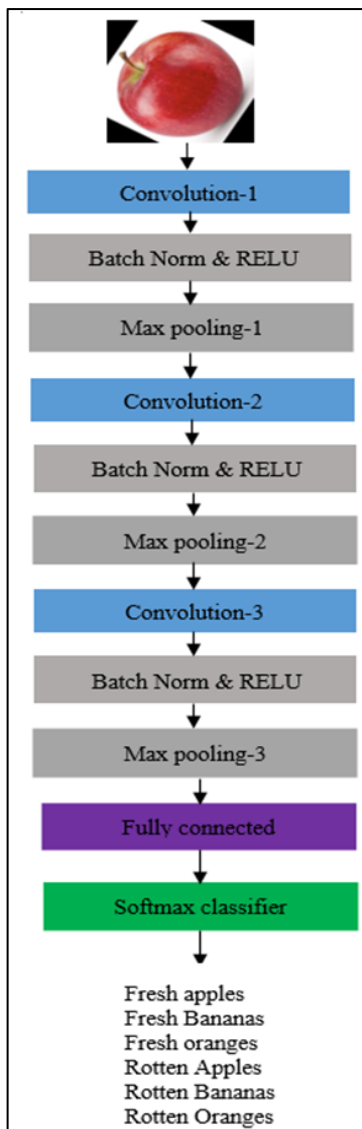 Convolution-1
Batch Norm & RELU
Max pooling-1
Convolution-2
Batch Norm & RELU
Max pooling-2
Convolution-3
Batch Norm & RELU
Max pooling-3
Fully connected
Softmax classifier
Fresh apples
Fresh Bananas
Fresh oranges
Rotten Apples
Rotten Bananas
Rotten Oranges